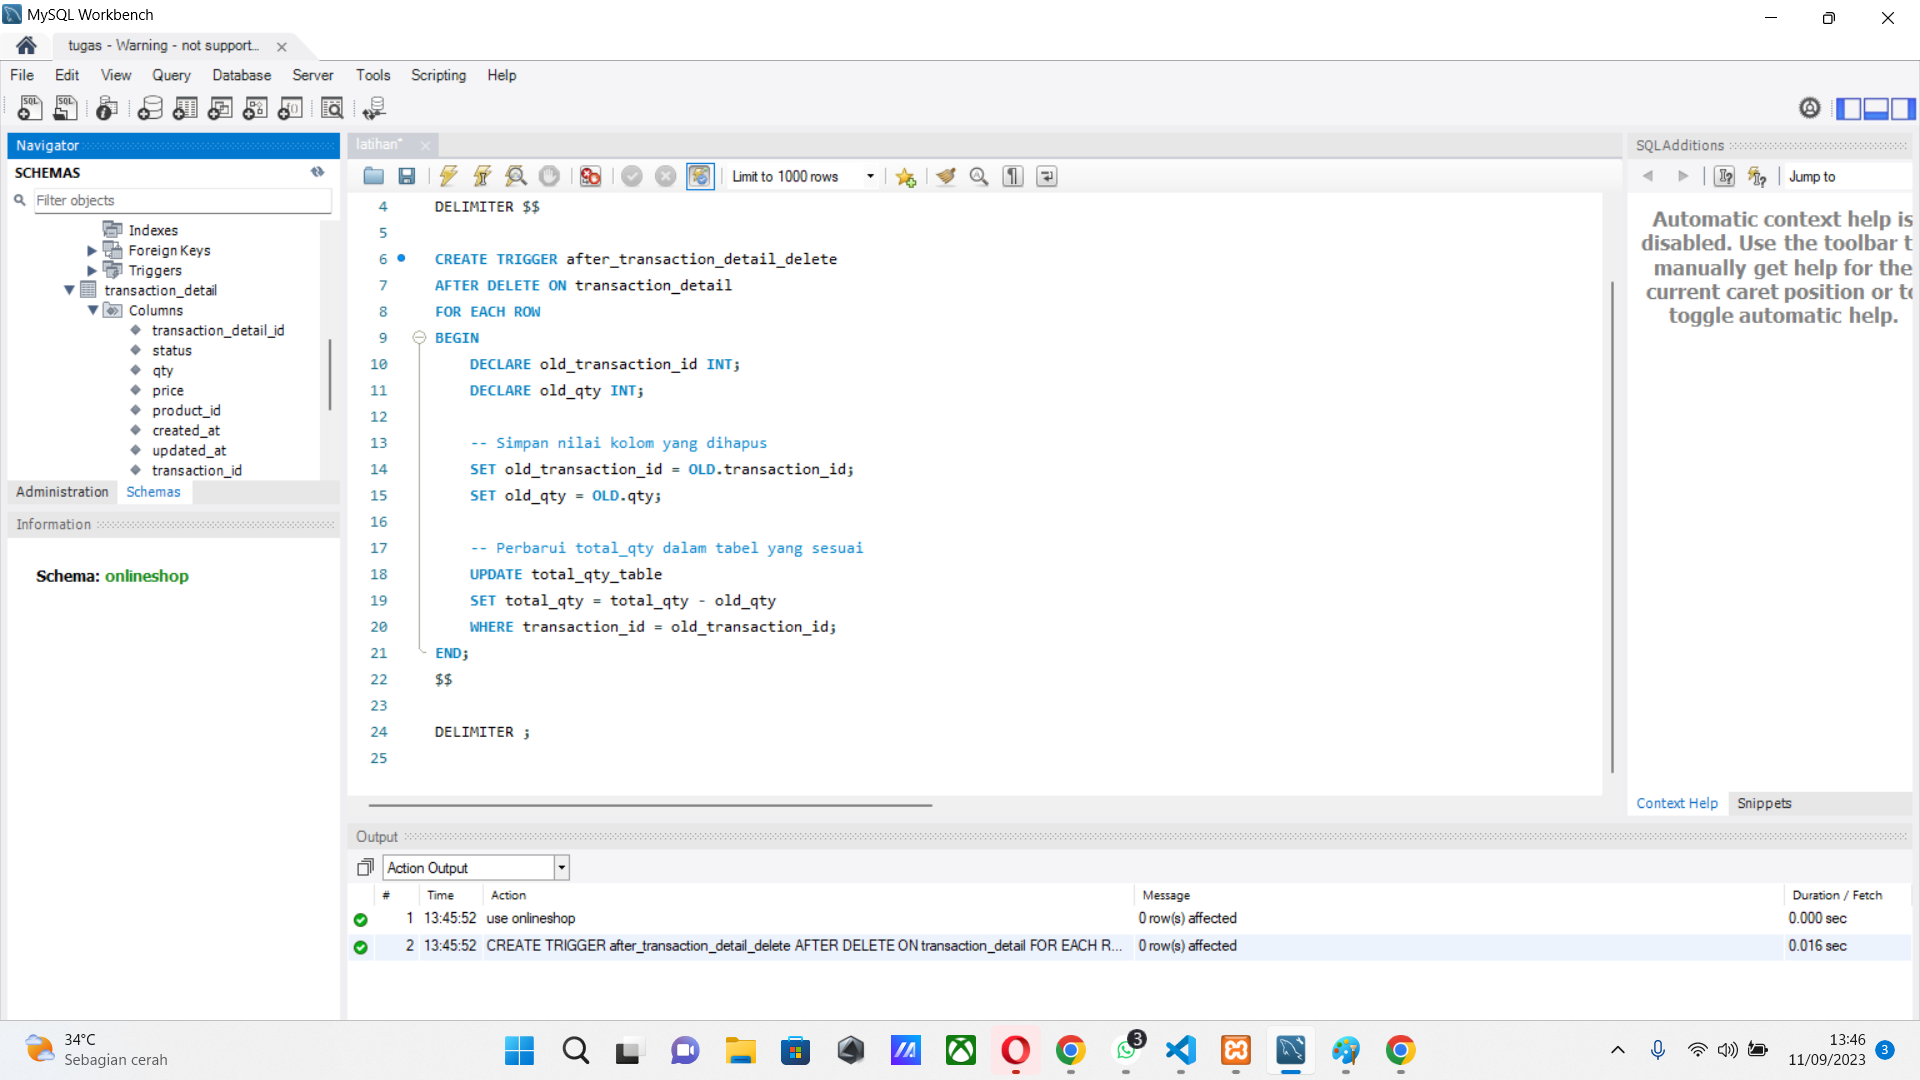 MySQL Workbench
tugas - Warning - not support...
File Edit View Query Database Server Tools Scripting Help
Navigator
SCHEMAS
Filter objects
Indexes
Foreign Keys
Triggers
transaction_detail
Columns
transaction_detail_id
status
qty
price
product_id
created_at
updated_at
transaction_id
Administration Schemas
Information
Schema: onlineshop
latihan*
Limit to 1000 rows
4 DELIMITER $$
5
6 CREATE TRIGGER after_transaction_detail_delete
7 AFTER DELETE ON transaction_detail
8 FOR EACH ROW
9 BEGIN
10 DECLARE old_transaction_id INT;
11 DECLARE old_qty INT;
12
13 -- Simpan nilai kolom yang dihapus
14 SET old_transaction_id = OLD.transaction_id;
15 SET old_qty = OLD.qty;
16
17 -- Perbarui total_qty dalam tabel yang sesuai
18 UPDATE total_qty_table
19 SET total_qty = total_qty - old_qty
20 WHERE transaction_id = old_transaction_id;
21 END;
22 $$
23
24 DELIMITER ;
25
SQLAdditions
Jump to
Automatic context help is
disabled. Use the toolbar t
manually get help for the
current caret position or to
toggle automatic help.
Context Help Snippets
Output
Action Output
# Time Action Message Duration / Fetch
1 13:45:52 use onlineshop 0 row(s) affected 0.000 sec
2 13:45:52 CREATE TRIGGER after_transaction_detail_delete AFTER DELETE ON transaction_detail FOR EACH R... 0 row(s) affected 0.016 sec
34°C
Sebagian cerah
3
13:46
11/09/2023
3